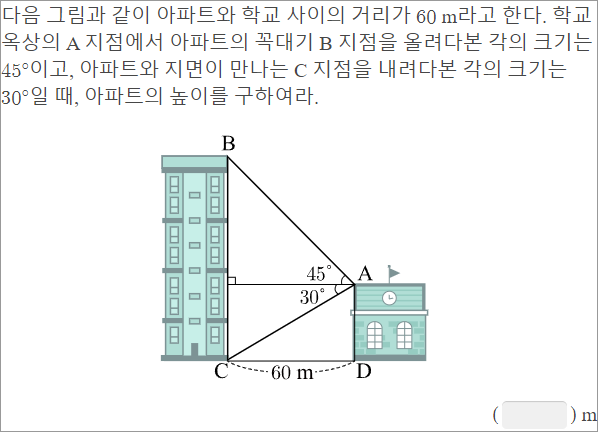 다음 그림과 같이 아파트와 학교 사이의 거리가 60 m라고 한다. 학교
옥상의 A 지점에서 아파트의 꼭대기 B 지점을 올려다본 각의 크기는
45°이고, 아파트와 지면이 만나는 C 지점을 내려다본 각의 크기는
30°일 때, 아파트의 높이를 구하여라.
B
45°
A
30°
C
60 m
D
( ) m